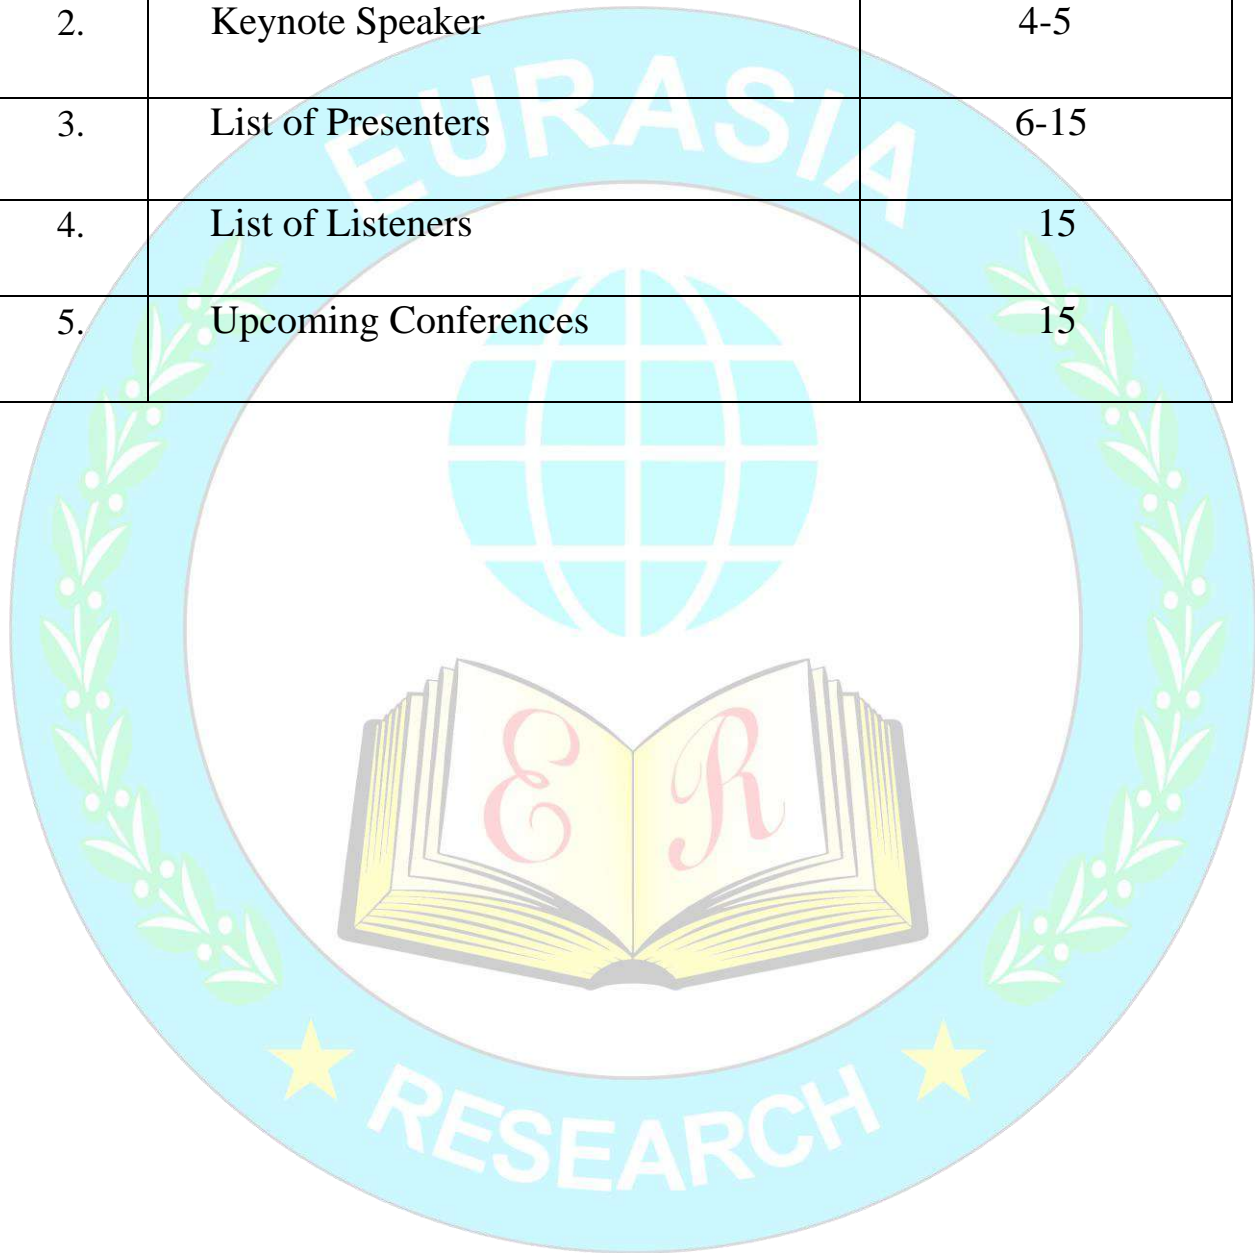 2. Keynote Speaker 4-5
3. List of Presenters 6-15
4. List of Listeners 15
5. Upcoming Conferences 15
EURASIA
E R
RESEARCH